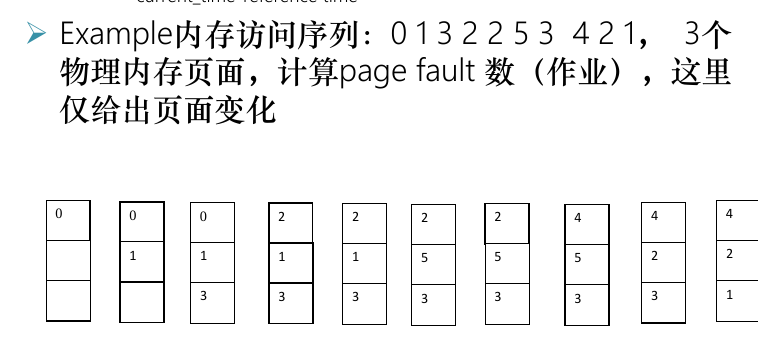 current_time-reference time
Example内存访问序列：0 1 3 2 2 5 3 4 2 1， 3个
物理内存页面，计算page fault 数（作业），这里
仅给出页面变化
0 0 0 2 2 2 2 4 4 4
1 1 1 1 5 5 5 2 2
3 3 3 3 3 3 3 1